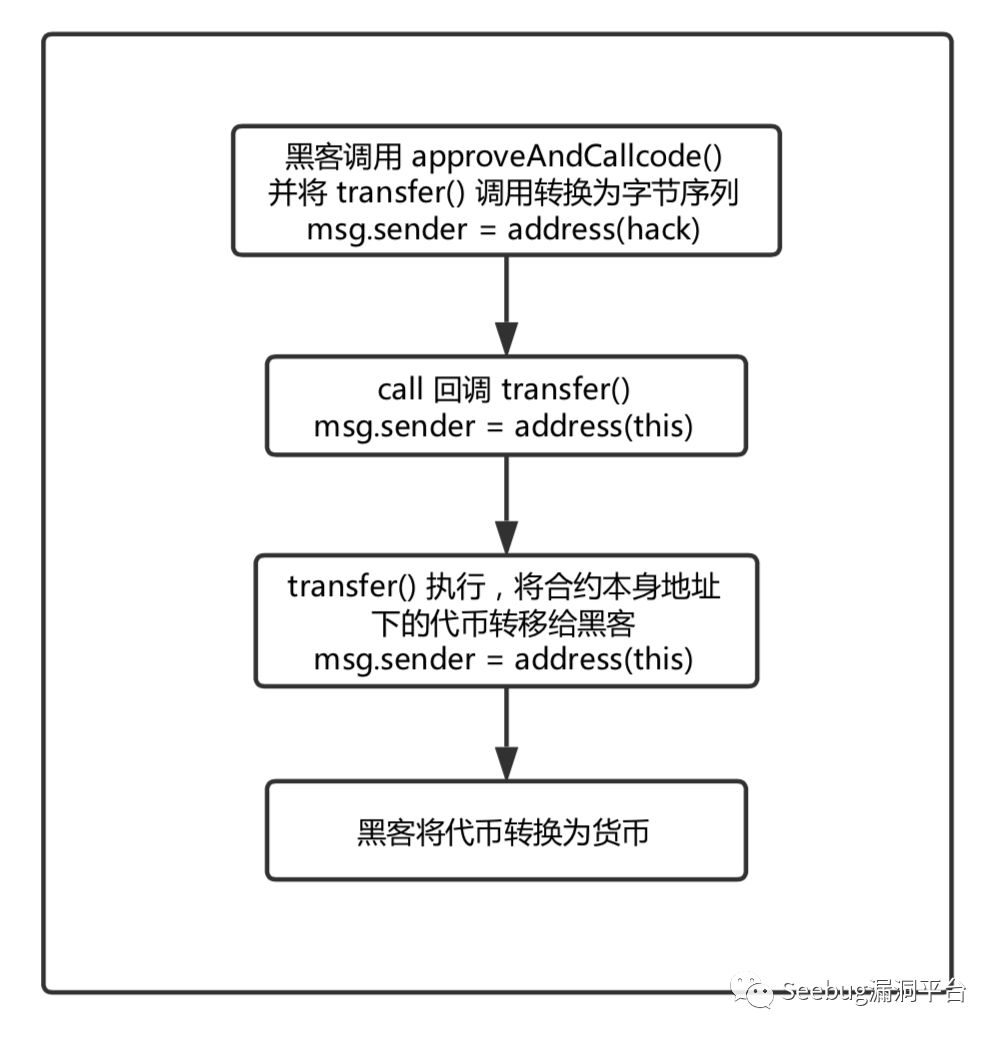 黑客调用 approveAndCallcode()
并将 transfer() 调用转换为字节序列
msg.sender = address(hack)
call 回调 transfer()
msg.sender = address(this)
transfer() 执行，将合约本身地址
下的代币转移给黑客
msg.sender = address(this)
黑客将代币转换为货币
Seebug漏洞平台